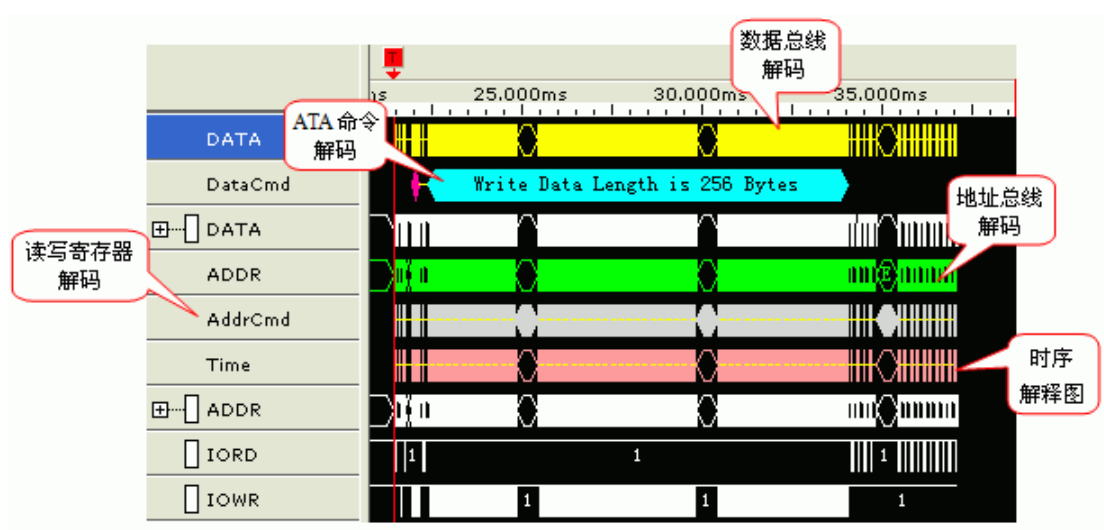 数据总线
解码
T
ns
25.000ms
30.000ms
35.000ms
ATA 命令
解码
DATA
DataCmd
Write Data Length is 256 Bytes
地址总线
解码
DATA
读写寄存器
解码
ADDR
E
AddrCmd
Time
时序
解释图
ADDR
IORD
1
1
1
IOWR
1
1
1